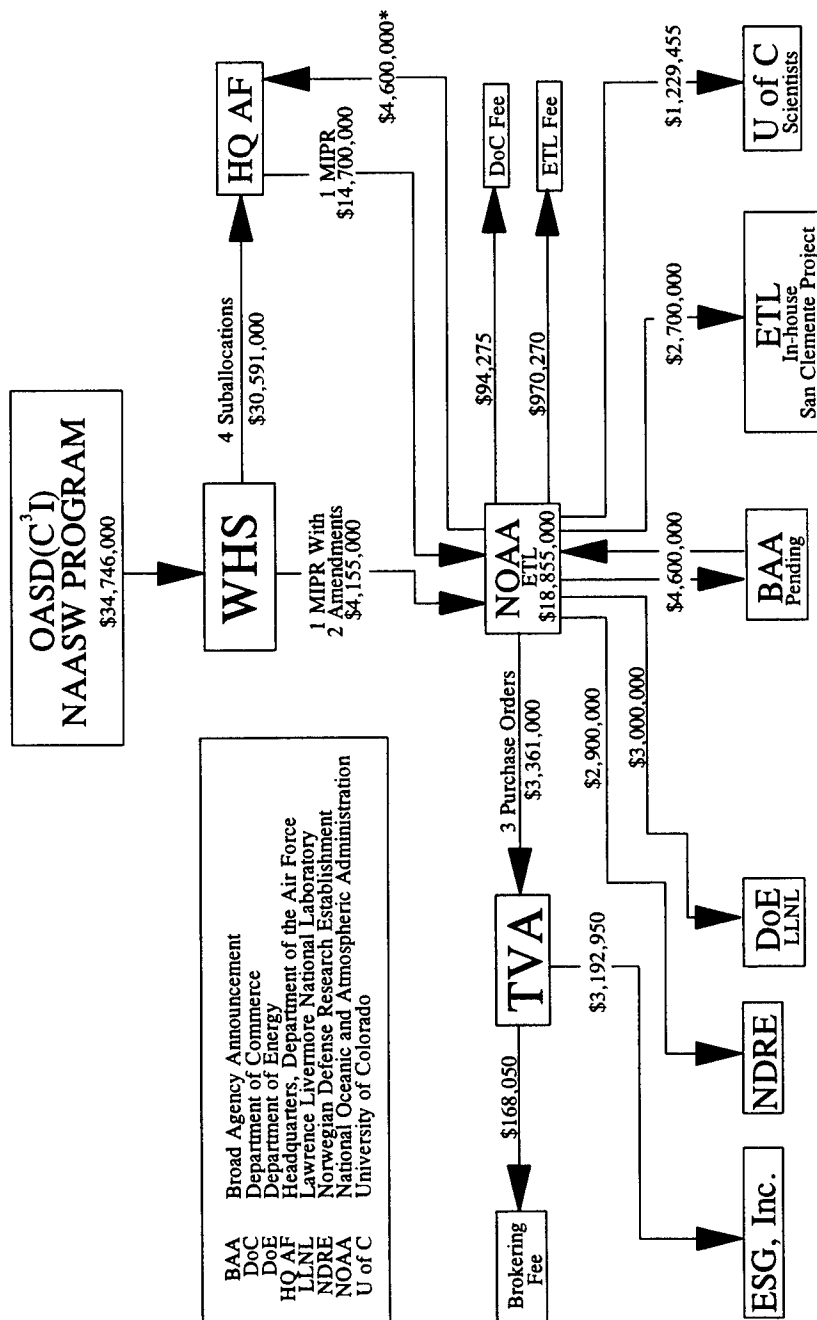 OASD(C³I)
NAASW PROGRAM
$34,746,000
BAA Broad Agency Announcement
DoC Department of Commerce
DoE Department of Energy
HQ AF Headquarters, Department of the Air Force
LLNL Lawrence Livermore National Laboratory
NDRE Norwegian Defense Research Establishment
NOAA National Oceanic and Atmospheric Administration
U of C University of Colorado
WHS
4 Suballocations
$30,591,000
HQ AF
1 MIPR With
2 Amendments
$4,155,000
1 MIPR
$14,700,000
$4,600,000*
Brokering
Fee
$168,050
TVA
3 Purchase Orders
$3,361,000
NOAA
ETL
$18,855,000
$94,275
DoC Fee
$970,270
ETL Fee
$3,192,950
$2,900,000
$3,000,000
$4,600,000
$2,700,000
$1,229,455
ESG, Inc.
NDRE
DoE
LLNL
BAA
Pending
ETL
In-house
San Clemente Project
U of C
Scientists